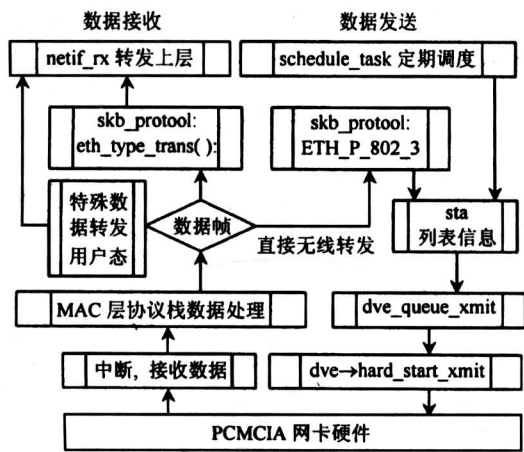 数据接收
数据发送
netif_rx 转发上层
schedule_task 定期调度
skb_protool:
eth_type_trans( ):
skb_protool:
ETH_P_802_3
特殊数
据转发
用户态
数据帧
直接无线转发
sta
列表信息
MAC 层协议栈数据处理
dve_queue_xmit
中断, 接收数据
dve→hard_start_xmit
PCMCIA 网卡硬件